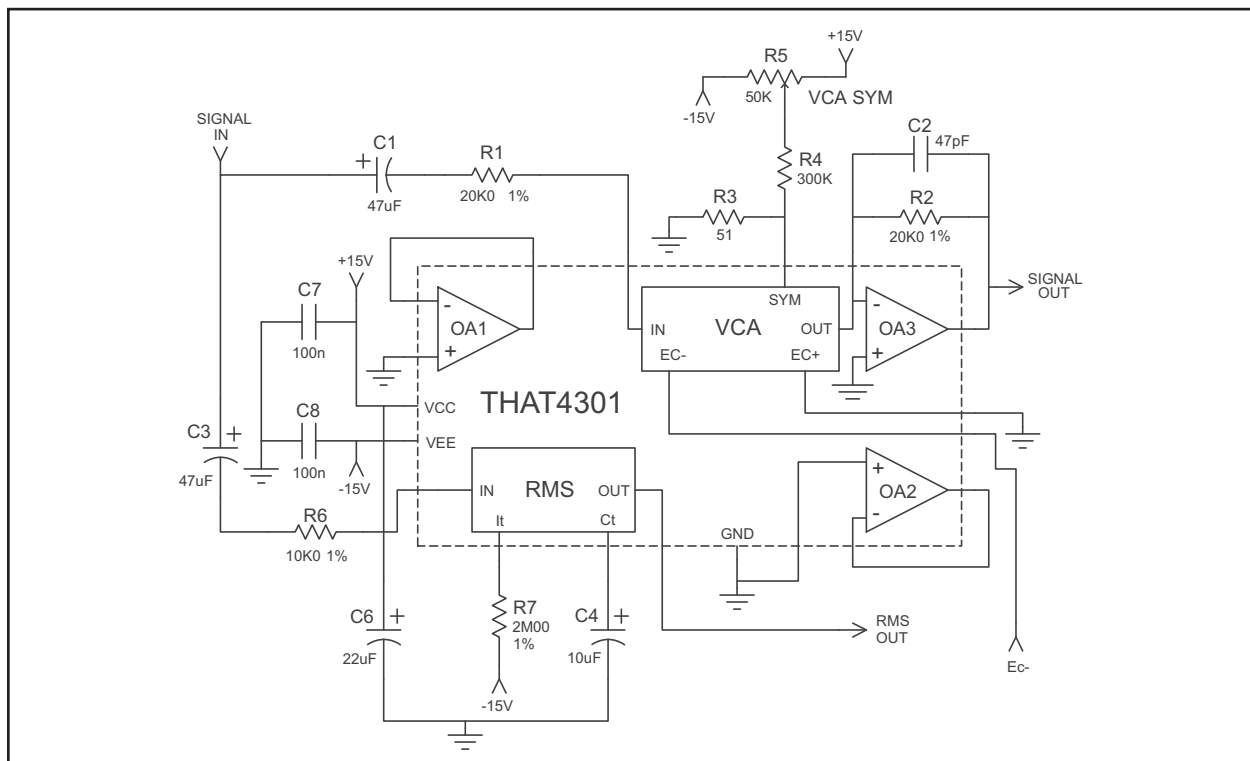 +15V
R5
50K
VCA SYM
-15V
SIGNAL
IN
C1
+
47uF
R1
20K0 1%
C2
47pF
R4
300K
R3
51
R2
20K0 1%
+15V
C7
100n
-
OA1
+
SYM
IN
VCA
OUT
EC-
EC+
-
OA3
+
SIGNAL
OUT
THAT4301
VCC
C8
100n
VEE
-15V
C3
+
47uF
IN
RMS
OUT
It
Ct
+
OA2
-
R6
10K0 1%
GND
C6
+
22uF
R7
2M00
1%
-15V
C4
+
10uF
RMS
OUT
Ec-